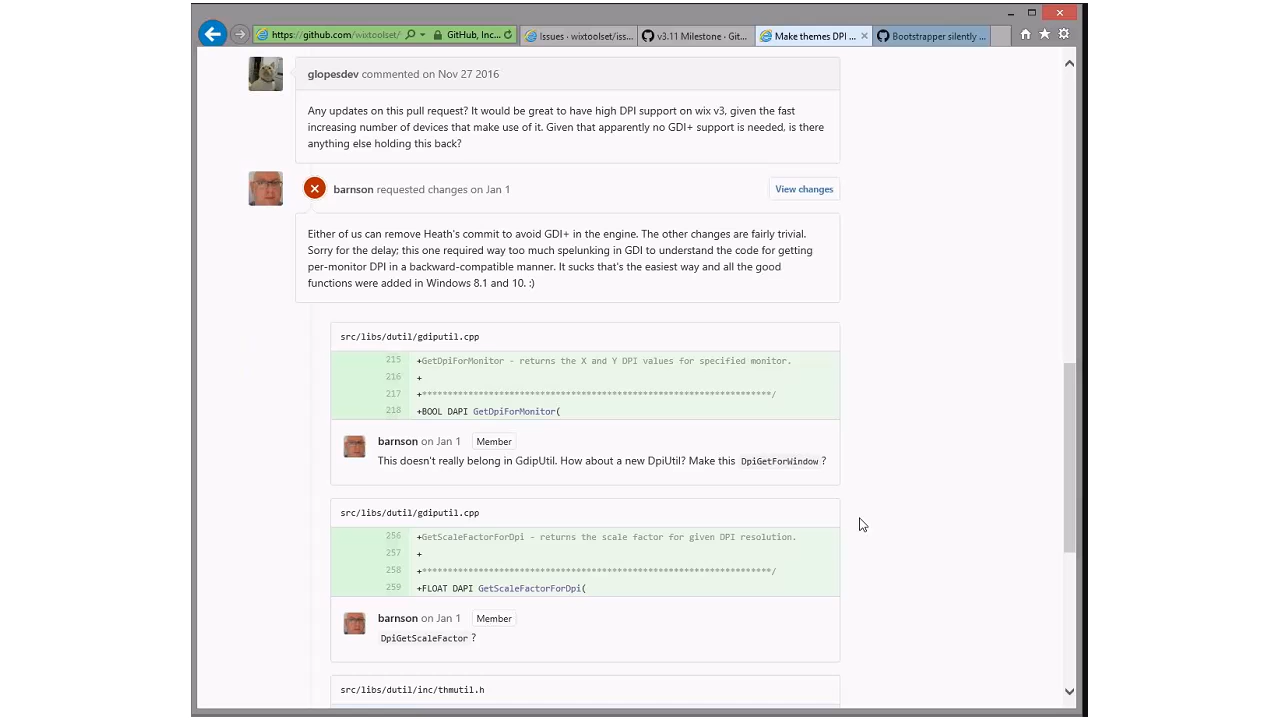 https://github.com/wixtoolset/
GitHub, Inc...
Issues · wixtoolset/iss...
v3.11 Milestone · Git...
Make themes DPI ...
Bootstrapper silently ...
glopesdev commented on Nov 27 2016
Any updates on this pull request? It would be great to have high DPI support on wix v3, given the fast
increasing number of devices that make use of it. Given that apparently no GDI+ support is needed, is there
anything else holding this back?
barnson requested changes on Jan 1
View changes
Either of us can remove Heath's commit to avoid GDI+ in the engine. The other changes are fairly trivial.
Sorry for the delay; this one required way too much spelunking in GDI to understand the code for getting
per-monitor DPI in a backward-compatible manner. It sucks that's the easiest way and all the good
functions were added in Windows 8.1 and 10. :)
src/libs/dutil/gdiputil.cpp
215 +GetDpiForMonitor - returns the X and Y DPI values for specified monitor.
216 +
217 +********************************************************************/
218 +BOOL DAPI GetDpiForMonitor(
barnson on Jan 1 Member
This doesn't really belong in GdipUtil. How about a new DpiUtil? Make this DpiGetForWindow ?
src/libs/dutil/gdiputil.cpp
256 +GetScaleFactorForDpi - returns the scale factor for given DPI resolution.
257 +
258 +********************************************************************/
259 +FLOAT DAPI GetScaleFactorForDpi(
barnson on Jan 1 Member
DpiGetScaleFactor ?
src/libs/dutil/inc/thmutil.h